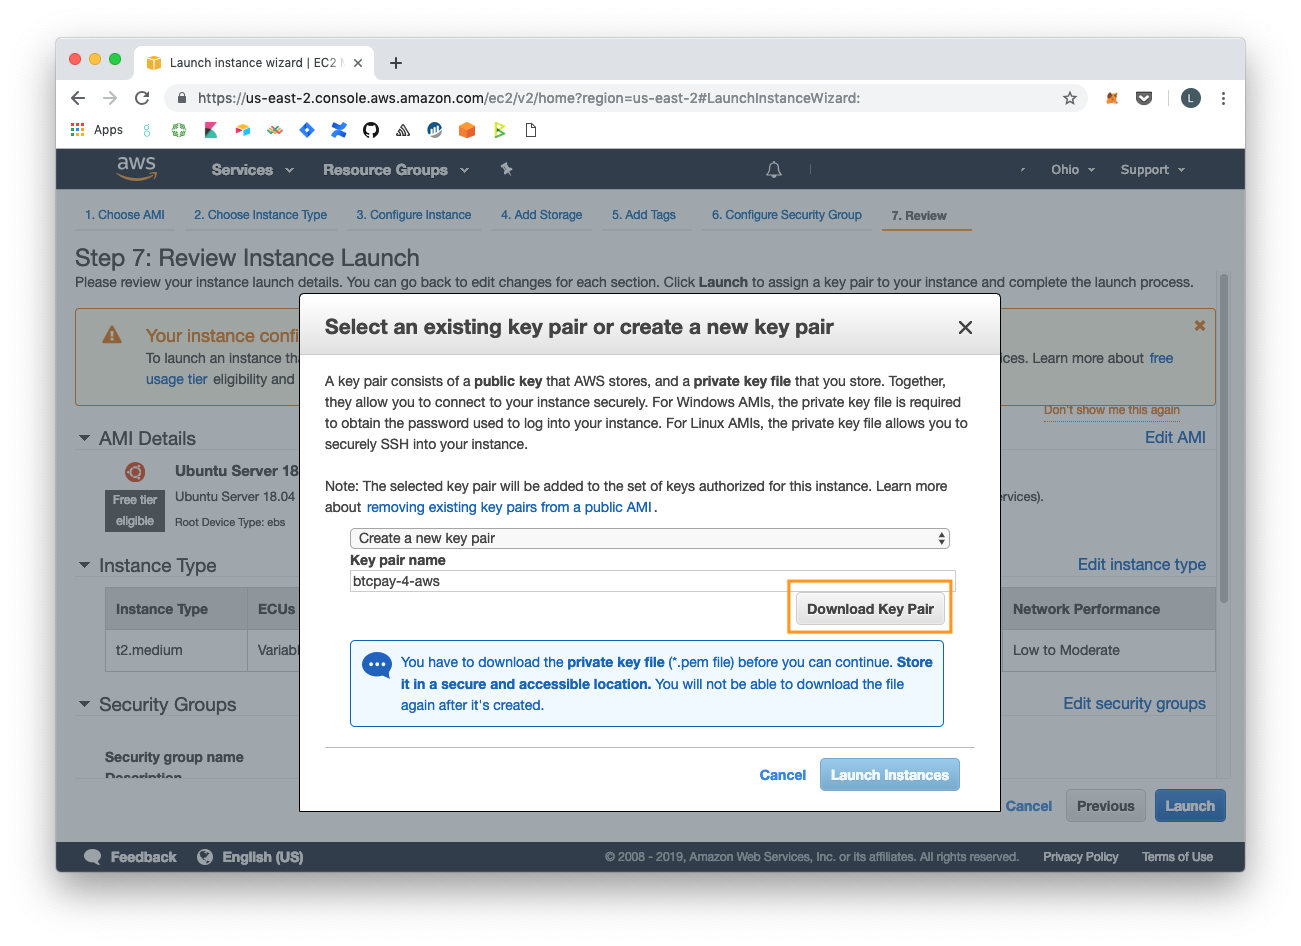 Launch instance wizard | EC2
https://us-east-2.console.aws.amazon.com/ec2/v2/home?region=us-east-2#LaunchInstanceWizard:
L
Apps
aws
Services
Resource Groups
Ohio
Support
1. Choose AMI
2. Choose Instance Type
3. Configure Instance
4. Add Storage
5. Add Tags
6. Configure Security Group
7. Review
Step 7: Review Instance Launch
Please review your instance launch details. You can go back to edit changes for each section. Click Launch to assign a key pair to your instance and complete the launch process.
Your instance confi
To launch an instance th
ices. Learn more about free
usage tier eligibility and
Don't show me this again
AMI Details
Edit AMI
Ubuntu Server 18
Free tier
eligible
Ubuntu Server 18.04
rvices).
Root Device Type: ebs
Instance Type
Edit instance type
Instance Type
ECUs
Network Performance
t2.medium
Variabl
Low to Moderate
Security Groups
Edit security groups
Security group name
Description
Select an existing key pair or create a new key pair
A key pair consists of a public key that AWS stores, and a private key file that you store. Together,
they allow you to connect to your instance securely. For Windows AMIs, the private key file is required
to obtain the password used to log into your instance. For Linux AMIs, the private key file allows you to
securely SSH into your instance.
Note: The selected key pair will be added to the set of keys authorized for this instance. Learn more
about removing existing key pairs from a public AMI .
Create a new key pair
Key pair name
btcpay-4-aws
Download Key Pair
You have to download the private key file (*.pem file) before you can continue. Store
it in a secure and accessible location. You will not be able to download the file
again after it's created.
Cancel
Launch Instances
Cancel
Previous
Launch
Feedback
English (US)
© 2008 - 2019, Amazon Web Services, Inc. or its affiliates. All rights reserved.
Privacy Policy
Terms of Use